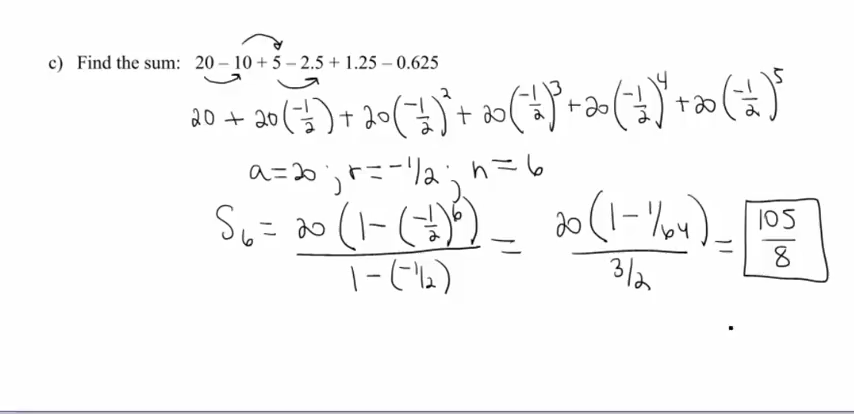 c) Find the sum: 20 – 10 + 5 – 2.5 + 1.25 – 0.625
20 + 20(-1/2) + 20(-1/2)^2 + 20(-1/2)^3 + 20(-1/2)^4 + 20(-1/2)^5
a=20 ; r=-1/2 ; n=6
S_6 = 20(1-(-1/2)^6) / 1-(-1/2) = 20(1-1/64) / 3/2 = 105/8